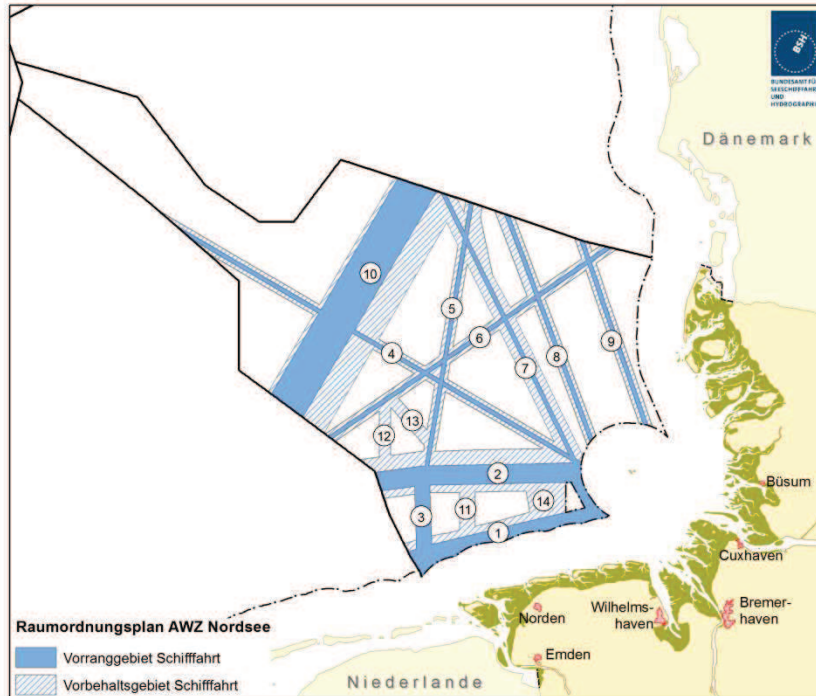 BSH
BUNDESAMT FÜR
SEESCHIFFFAHRT
UND
HYDROGRAPHIE
Dänemark
10
5
6
9
4
8
7
13
12
2
Büsum
14
11
3
1
Cuxhaven
Raumordnungsplan AWZ Nordsee
Vorranggebiet Schifffahrt
Vorbehaltsgebiet Schifffahrt
Norden
Wilhelms-
haven
Bremer-
haven
Emden
Niederlande